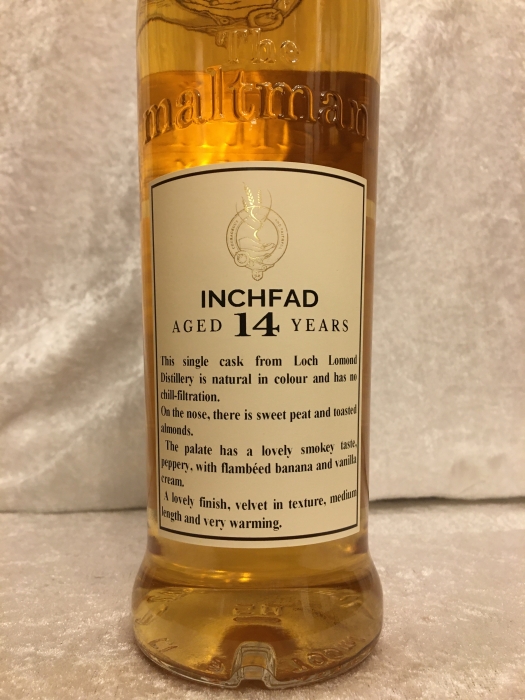 The
maltman
INCHFAD
AGED 14 YEARS
This single cask from Loch Lomond
Distillery is natural in colour and has no
chill-filtration.
On the nose, there is sweet peat and toasted
almonds.
The palate has a lovely smokey taste,
peppery, with flambéed banana and vanilla
cream.
A lovely finish, velvet in texture, medium
length and very warming.